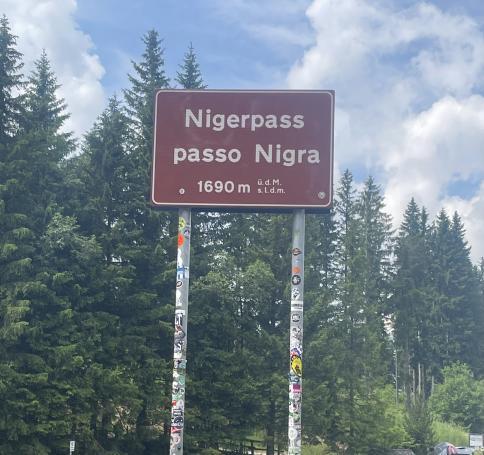 Nigerpass
passo Nigra
1690 m ü.d.M.
s.l.d.m.